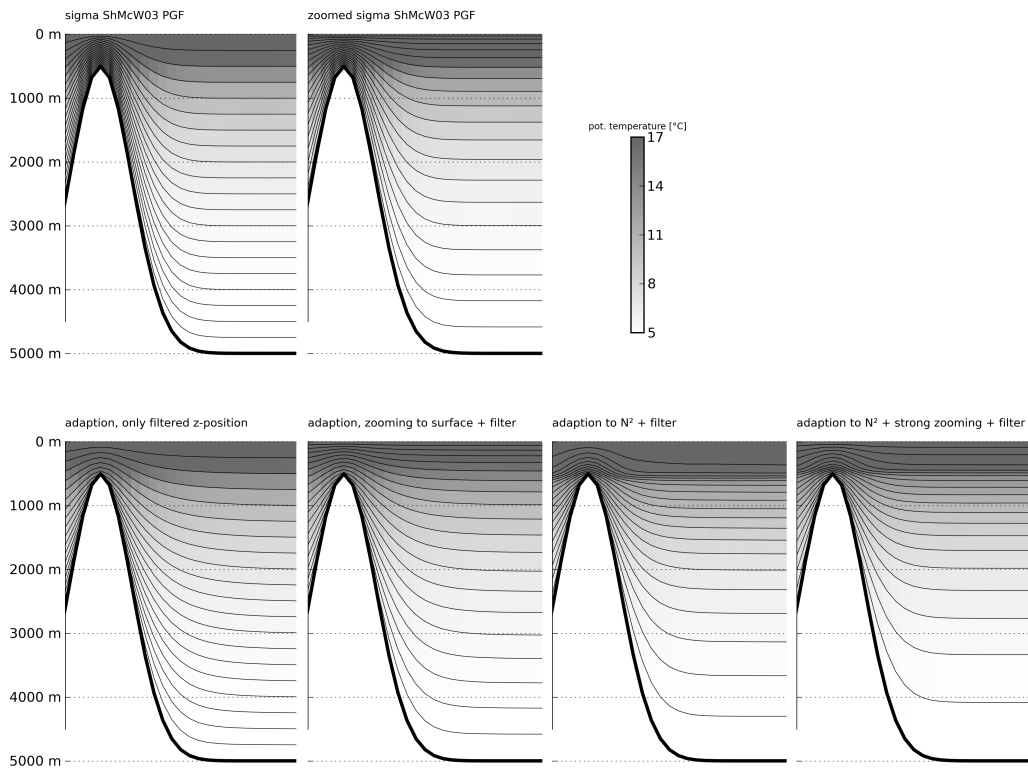 sigma ShMcW03 PGF
zoomed sigma ShMcW03 PGF
0 m
1000 m
2000 m
3000 m
4000 m
5000 m
pot. temperature [°C]
17
14
11
8
5
adaption, only filtered z-position
adaption, zooming to surface + filter
adaption to N² + filter
adaption to N² + strong zooming + filter
0 m
1000 m
2000 m
3000 m
4000 m
5000 m